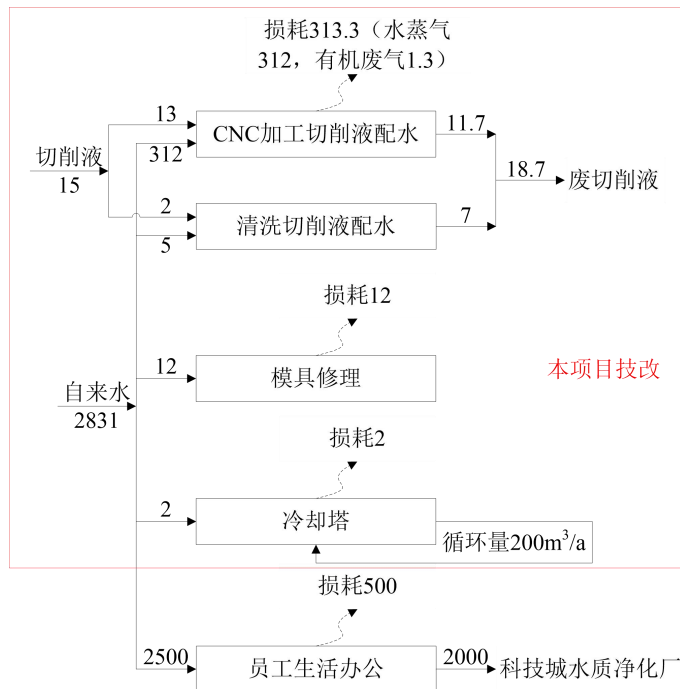 损耗313.3（水蒸气
312，有机废气1.3）
13
CNC加工切削液配水
11.7
切削液
15
312
18.7
废切削液
2
清洗切削液配水
7
5
损耗12
12
模具修理
本项目技改
自来水
2831
损耗2
2
冷却塔
循环量200m³/a
损耗500
2500
员工生活办公
2000
科技城水质净化厂